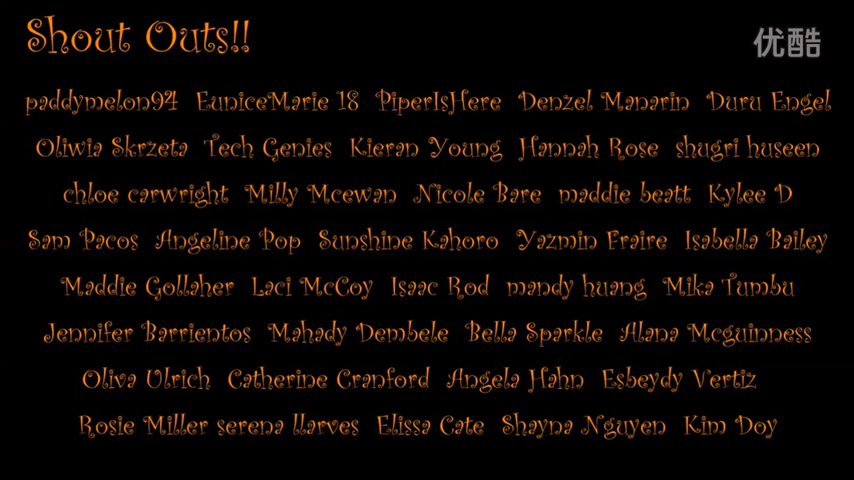 Shout Outs!!
优酷
paddymelon94 EuniceMarie 18 PiperIsHere Denzel Manarin Duru Engel
Oliwia Skrzeta Tech Genies Kieran Young Hannah Rose shugri huseen
chloe carwright Milly Mcewan Nicole Bare maddie beatt Kylee D
Sam Pacos Angeline Pop Sunshine Kahoro Yazmin Fraire Isabella Bailey
Maddie Gollaher Laci McCoy Isaac Rod mandy huang Mika Tumbu
Jennifer Barrientos Mahady Dembele Bella Sparkle Alana Mcguinness
Oliva Ulrich Catherine Cranford Angela Hahn Esbeydy Vertiz
Rosie Miller serena llarves Elissa Cate Shayna Nguyen Kim Doy